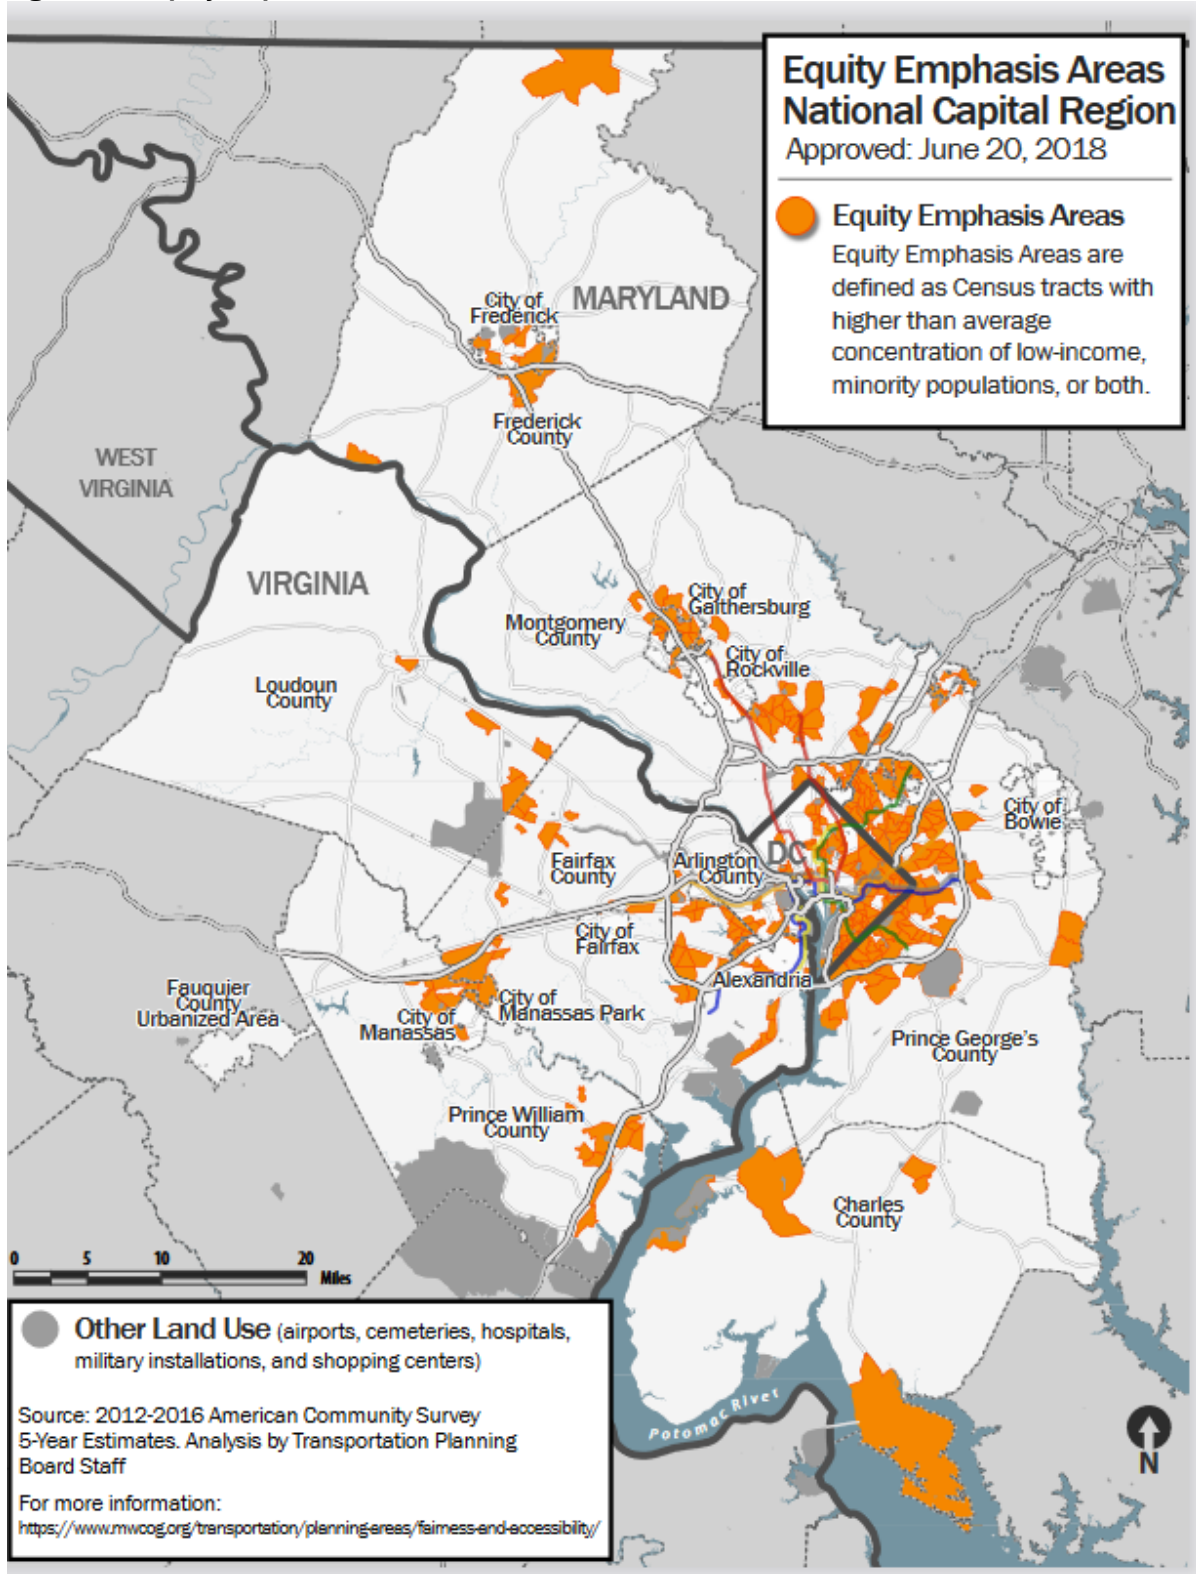 Equity Emphasis Areas
National Capital Region
Approved: June 20, 2018
Equity Emphasis Areas
Equity Emphasis Areas are
defined as Census tracts with
higher than average
concentration of low-income,
minority populations, or both.
City of
Frederick
MARYLAND
Frederick
County
WEST
VIRGINIA
VIRGINIA
City of
Gaithersburg
Montgomery
County
City of
Rockville
Loudoun
County
City of
Bowie
DC
Fairfax
County
Arlington
County
City of
Fairfax
Alexandria
Fauquier
County
Urbanized Area
City of
Manassas Park
City of
Manassas
Prince George's
County
Prince William
County
Charles
County
0 5 10 20
Miles
Other Land Use (airports, cemeteries, hospitals,
military installations, and shopping centers)
Source: 2012-2016 American Community Survey
5-Year Estimates. Analysis by Transportation Planning
Board Staff
For more information:
https://www.mwcog.org/transportation/planning-areas/fairness-and-accessibility/
Potomac River
N